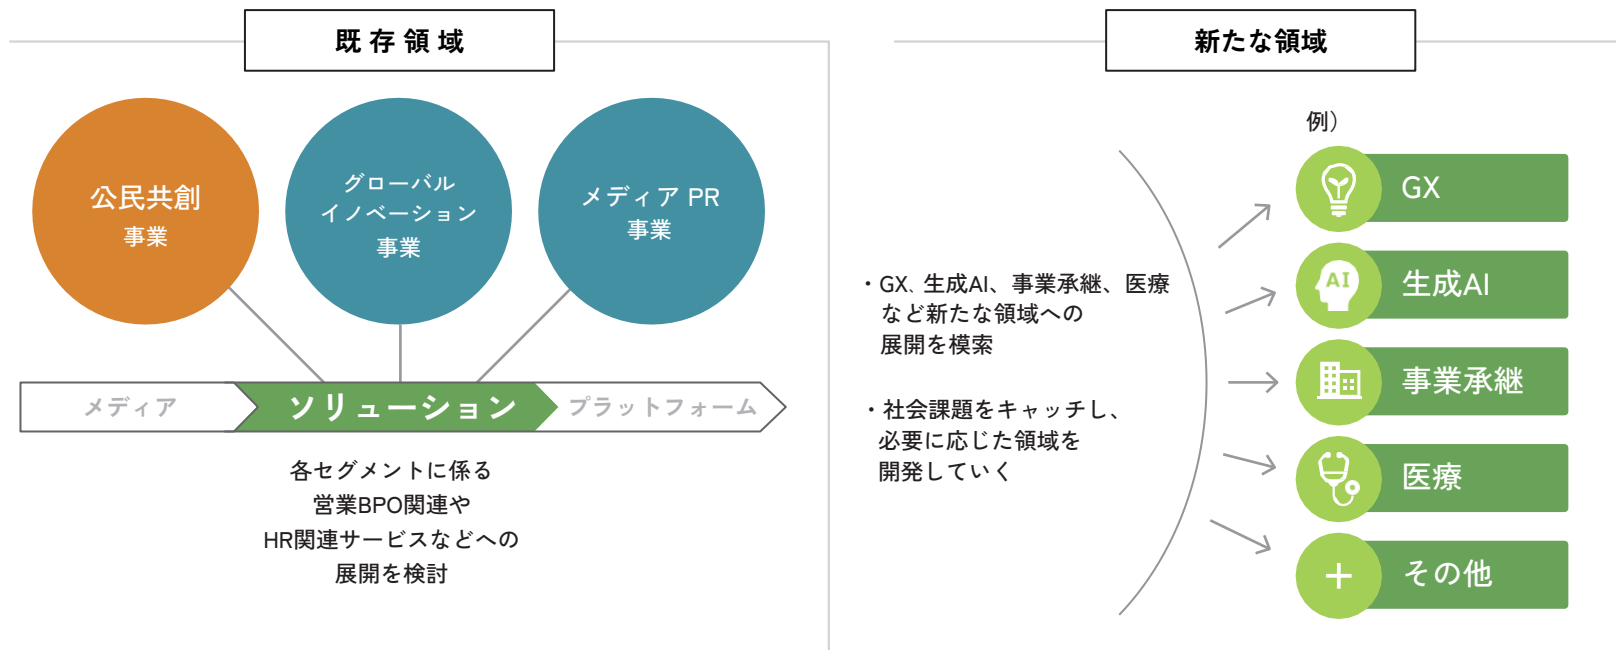 既存領域
公民共創
事業
グローバル
イノベーション
事業
メディア PR
事業
メディア
ソリューション
プラットフォーム
各セグメントに係る
営業BPO関連や
HR関連サービスなどへの
展開を検討
新たな領域
・GX、生成AI、事業承継、医療
など新たな領域への
展開を模索
・社会課題をキャッチし、
必要に応じた領域を
開発していく
例）
GX
AI
生成AI
事業承継
医療
その他